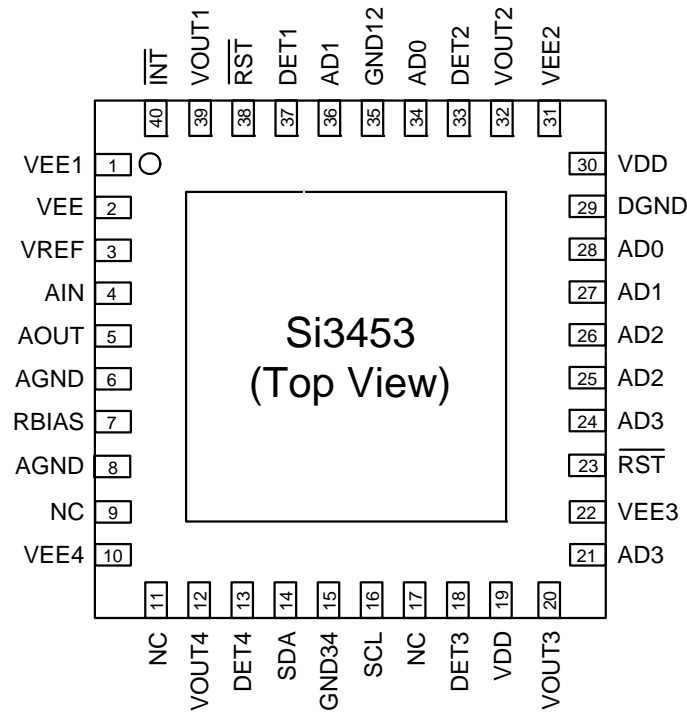 INT
VOUT1
RST
DET1
AD1
GND12
AD0
DET2
VOUT2
VEE2
40
39
38
37
36
35
34
33
32
31
VEE1 1
VEE 2
VREF 3
AIN 4
AOUT 5
AGND 6
RBIAS 7
AGND 8
NC 9
VEE4 10
Si3453
(Top View)
30 VDD
29 DGND
28 AD0
27 AD1
26 AD2
25 AD2
24 AD3
23 RST
22 VEE3
21 AD3
11
12
13
14
15
16
17
18
19
20
NC
VOUT4
DET4
SDA
GND34
SCL
NC
DET3
VDD
VOUT3